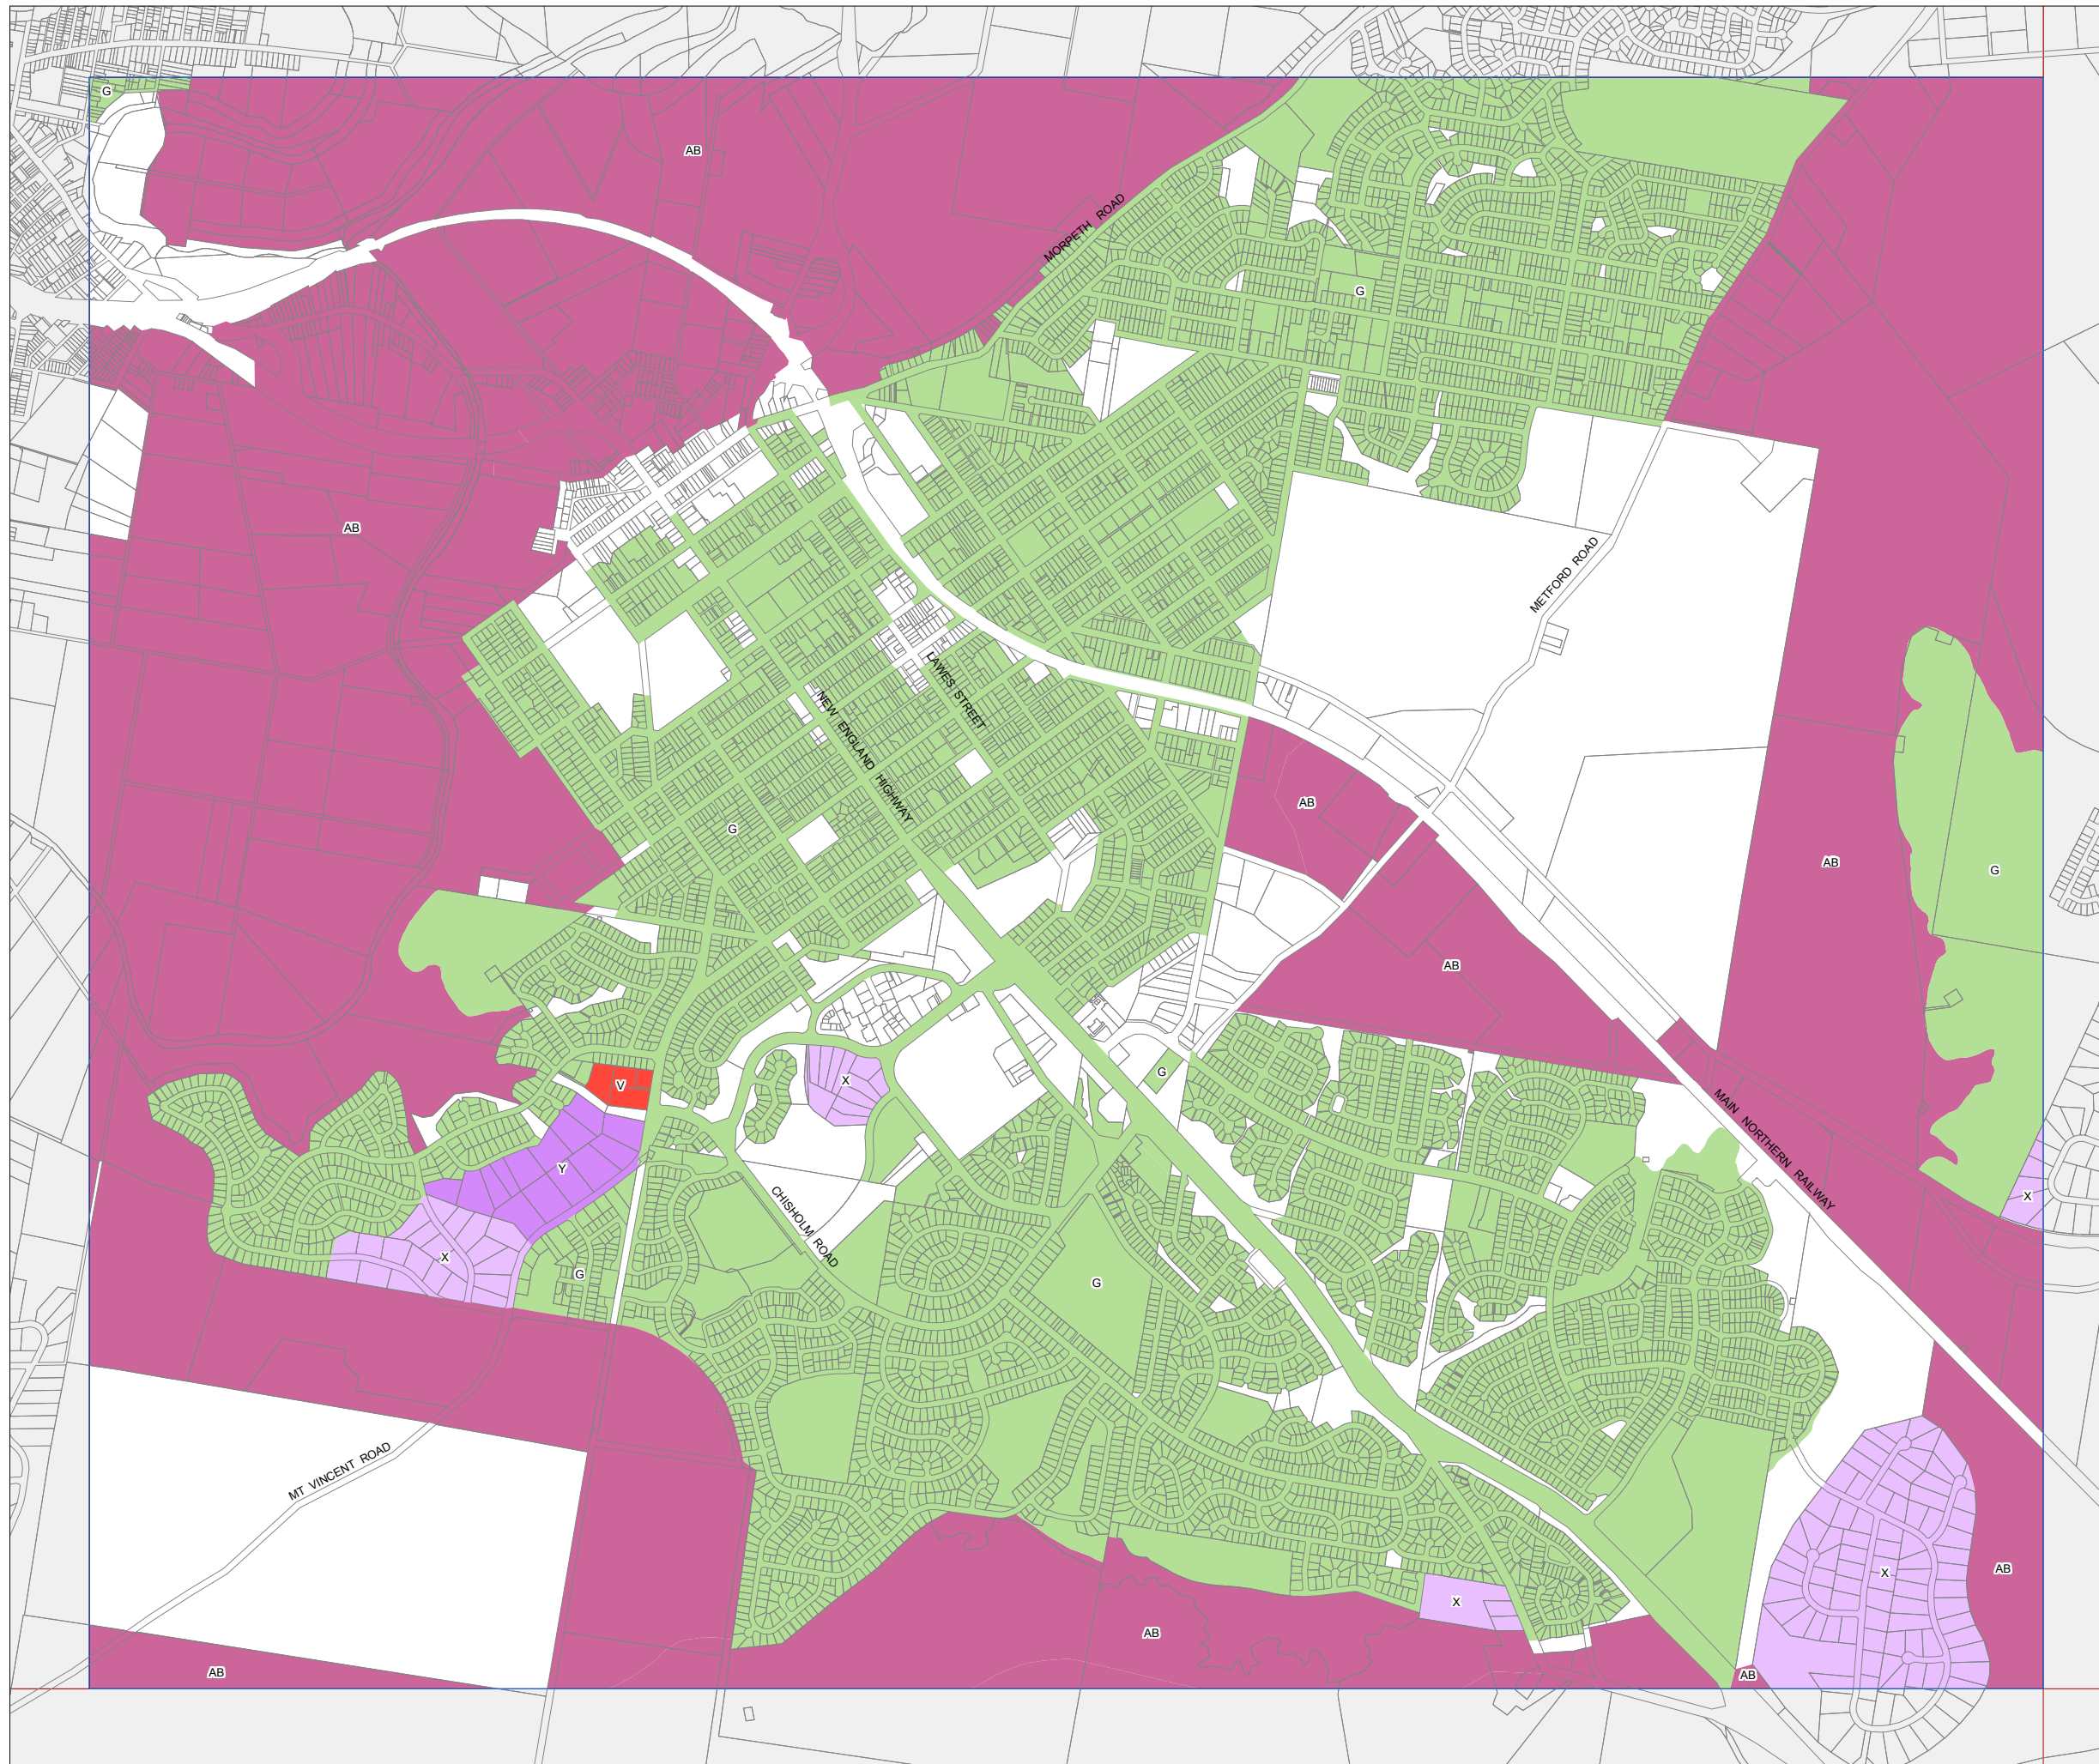 G
AB
MORPETH ROAD
G
AB
METFORD ROAD
LAWES STREET
NEW ENGLAND HIGHWAY
AB
G
AB
G
AB
G
X
V
MAIN NORTHERN RAILWAY
Y
X
CHISHOLM ROAD
X
G
G
MT VINCENT ROAD
AB
X
X
AB
AB
AB